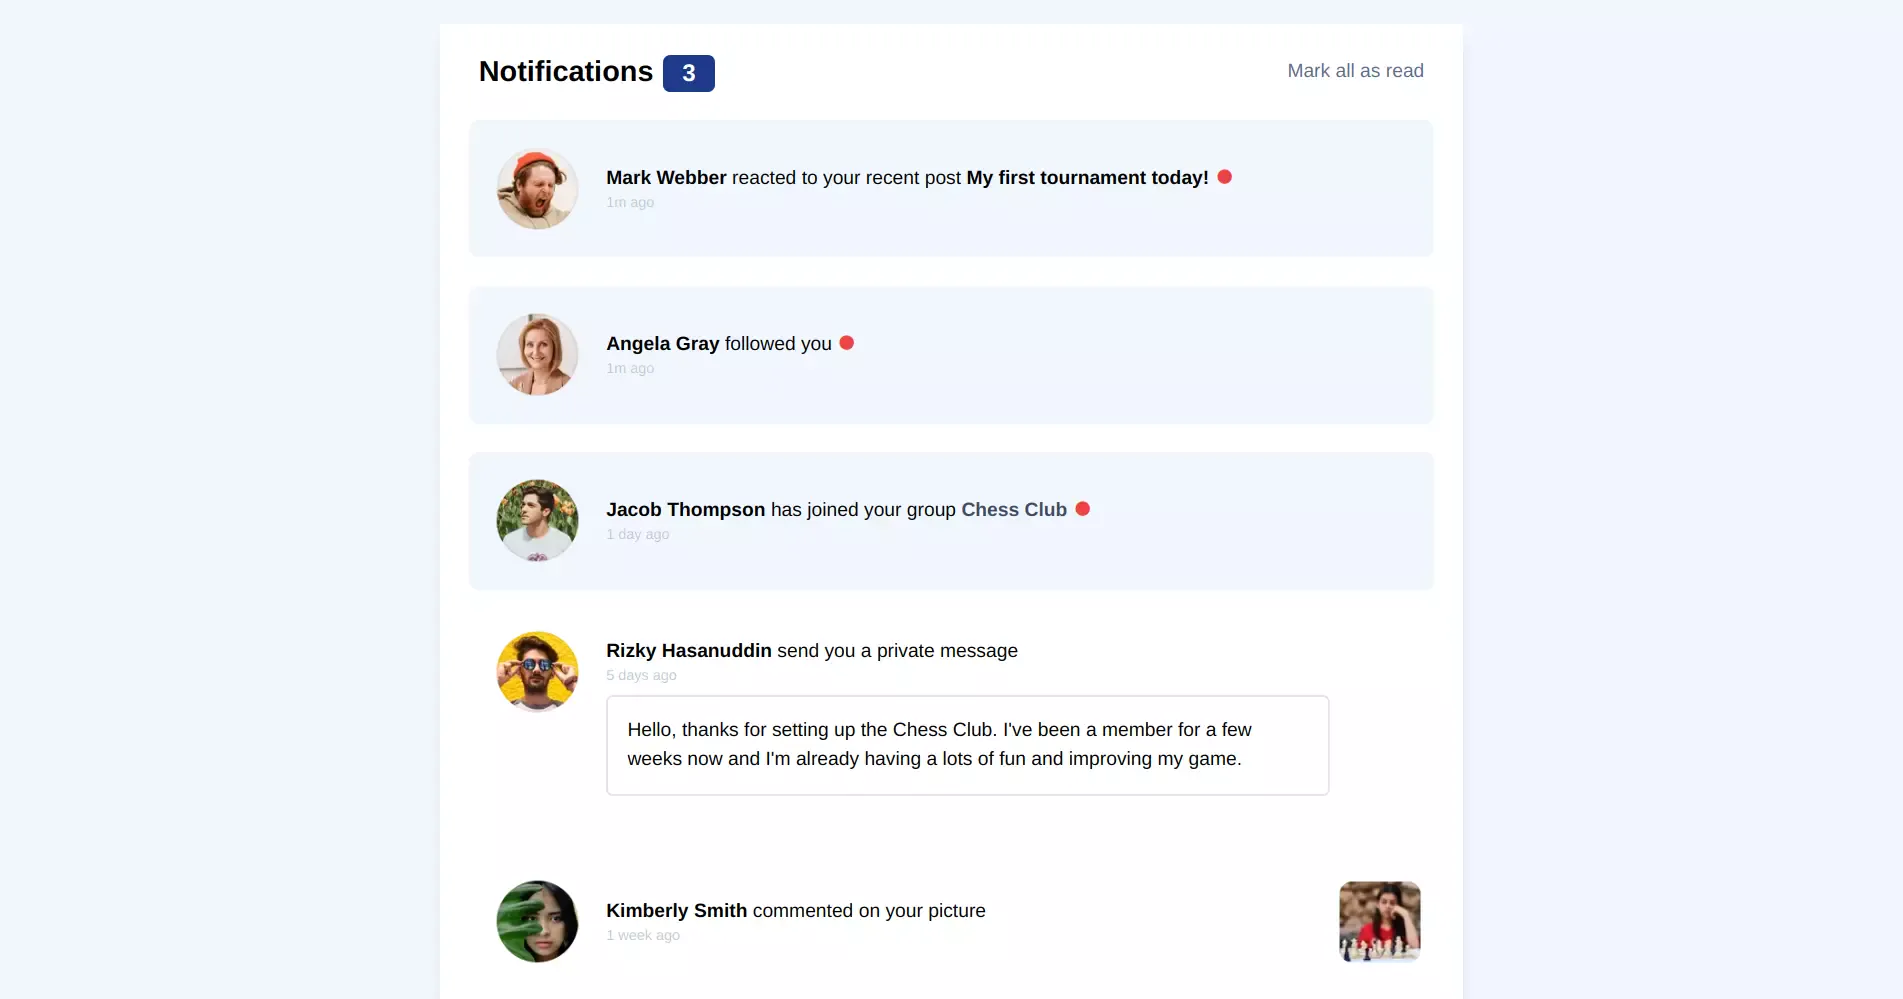 Notifications 3
Mark all as read
Mark Webber reacted to your recent post My first tournament today!
1m ago
Angela Gray followed you
1m ago
Jacob Thompson has joined your group Chess Club
1 day ago
Rizky Hasanuddin send you a private message
5 days ago
Hello, thanks for setting up the Chess Club. I've been a member for a few
weeks now and I'm already having a lots of fun and improving my game.
Kimberly Smith commented on your picture
1 week ago